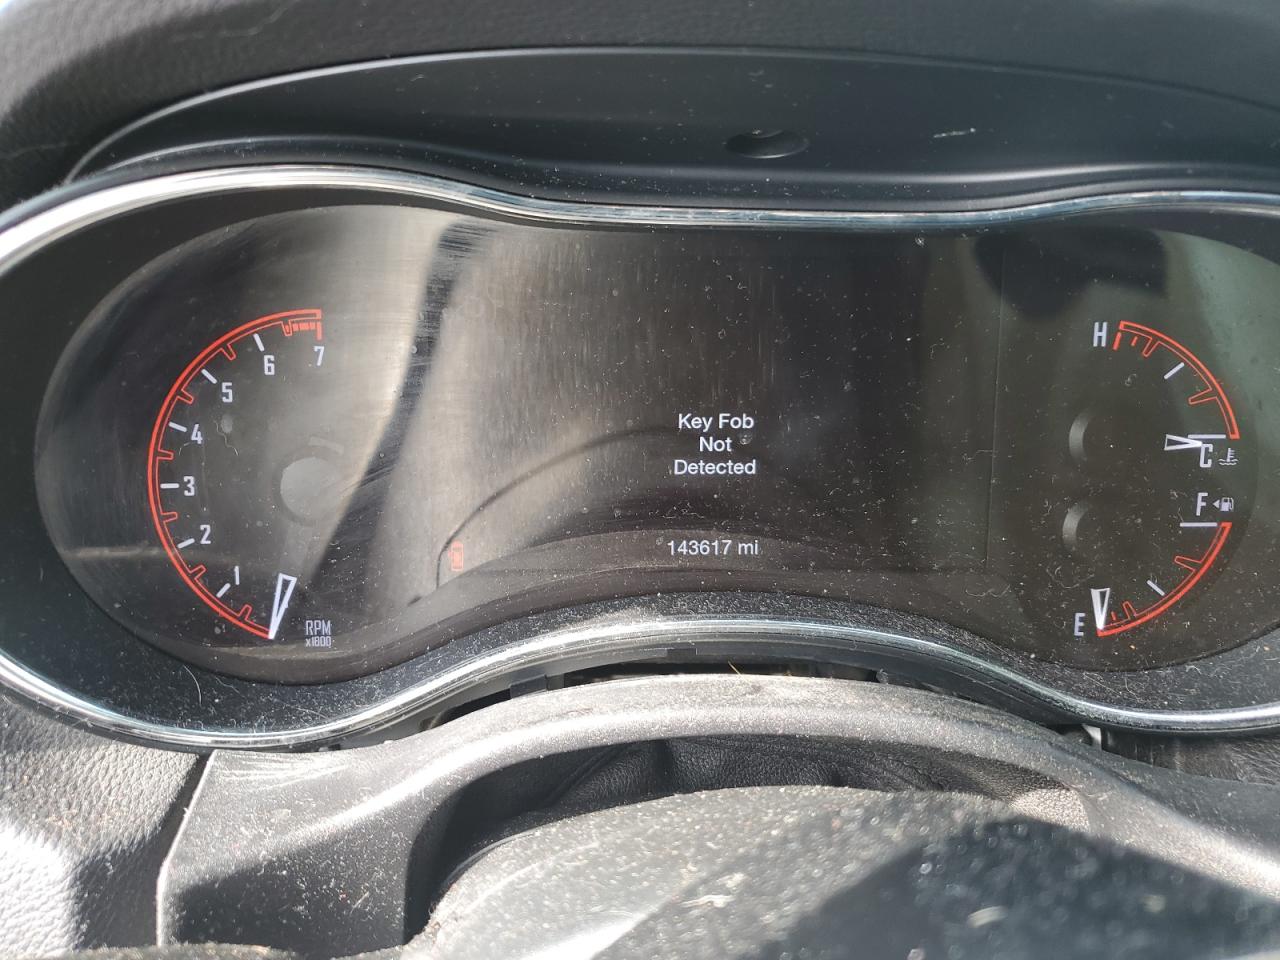 7
6
5
4
3
2
1
RPM
x1000
Key Fob
Not
Detected
143617 mi
H
C
F
E